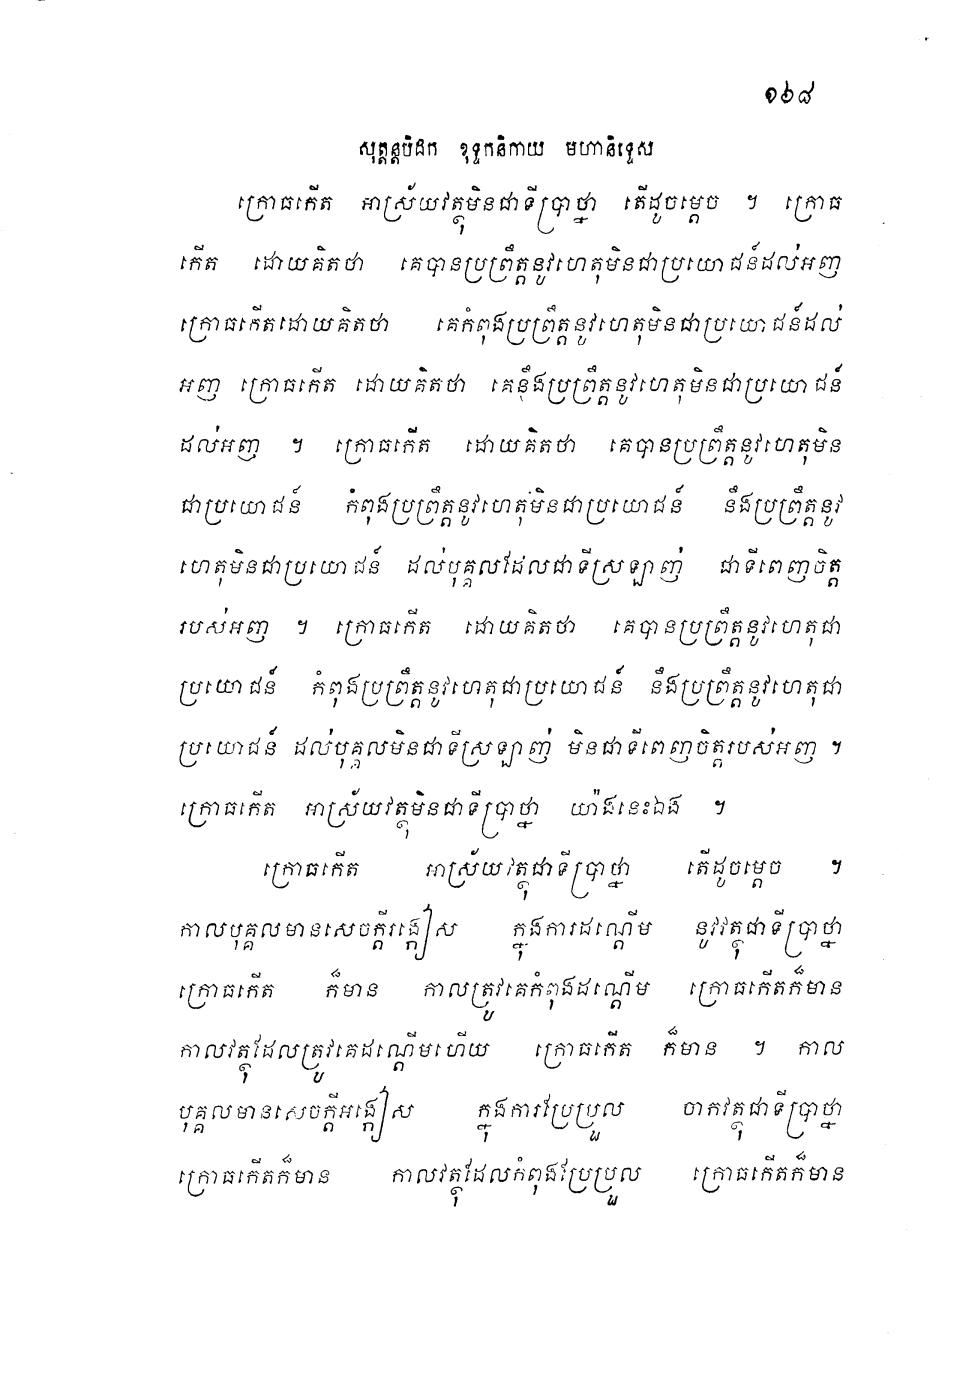 ១៦៨
សុត្តន្តបិដក ខុទ្ទកនិកាយ មហានិទ្ទេស
ក្រោធកើត អាស្រ័យវត្ថុមិនជាទីប្រាថ្នា តើដូចម្តេច ។ ក្រោធ
កើត ដោយគិតថា គេបានប្រព្រឹត្តនូវហេតុមិនជាប្រយោជន៍ដល់អញ
ក្រោធកើតដោយគិតថា គេកំពុងប្រព្រឹត្តនូវហេតុមិនជាប្រយោជន៍ដល់
អញ ក្រោធកើត ដោយគិតថា គេនឹងប្រព្រឹត្តនូវហេតុមិនជាប្រយោជន៍
ដល់អញ ។ ក្រោធកើត ដោយគិតថា គេបានប្រព្រឹត្តនូវហេតុមិន
ជាប្រយោជន៍ កំពុងប្រព្រឹត្តនូវហេតុមិនជាប្រយោជន៍ នឹងប្រព្រឹត្តនូវ
ហេតុមិនជាប្រយោជន៍ ដល់បុគ្គលដែលជាទីស្រឡាញ់ ជាទីពេញចិត្ត
របស់អញ ។ ក្រោធកើត ដោយគិតថា គេបានប្រព្រឹត្តនូវហេតុជា
ប្រយោជន៍ កំពុងប្រព្រឹត្តនូវហេតុជាប្រយោជន៍ នឹងប្រព្រឹត្តនូវហេតុជា
ប្រយោជន៍ ដល់បុគ្គលមិនជាទីស្រឡាញ់ មិនជាទីពេញចិត្តរបស់អញ ។
ក្រោធកើត អាស្រ័យវត្ថុមិនជាទីប្រាថ្នា យ៉ាងនេះឯង ។
ក្រោធកើត អាស្រ័យវត្ថុជាទីប្រាថ្នា តើដូចម្តេច ។
កាលបុគ្គលមានសេចក្តីរង្គៀស ក្នុងការដណ្តើម នូវវត្ថុជាទីប្រាថ្នា
ក្រោធកើត ក៏មាន កាលត្រូវគេកំពុងដណ្តើម ក្រោធកើតក៏មាន
កាលវត្ថុដែលត្រូវគេដណ្តើមហើយ ក្រោធកើត ក៏មាន ។ កាល
បុគ្គលមានសេចក្តីរង្គៀស ក្នុងការប្រែប្រួល ចាកវត្ថុជាទីប្រាថ្នា
ក្រោធកើតក៏មាន កាលវត្ថុដែលកំពុងប្រែប្រួល ក្រោធកើតក៏មាន